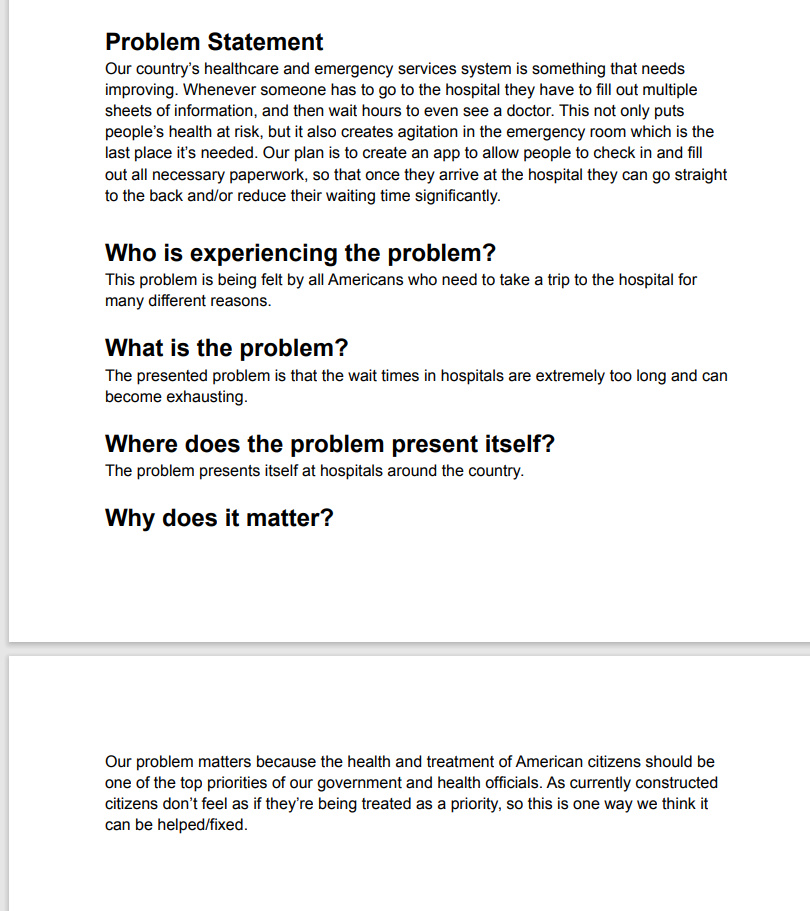 Problem Statement
Our country’s healthcare and emergency services system is something that needs
improving. Whenever someone has to go to the hospital they have to fill out multiple
sheets of information, and then wait hours to even see a doctor. This not only puts
people’s health at risk, but it also creates agitation in the emergency room which is the
last place it’s needed. Our plan is to create an app to allow people to check in and fill
out all necessary paperwork, so that once they arrive at the hospital they can go straight
to the back and/or reduce their waiting time significantly.
Who is experiencing the problem?
This problem is being felt by all Americans who need to take a trip to the hospital for
many different reasons.
What is the problem?
The presented problem is that the wait times in hospitals are extremely too long and can
become exhausting.
Where does the problem present itself?
The problem presents itself at hospitals around the country.
Why does it matter?
Our problem matters because the health and treatment of American citizens should be
one of the top priorities of our government and health officials. As currently constructed
citizens don’t feel as if they’re being treated as a priority, so this is one way we think it
can be helped/fixed.